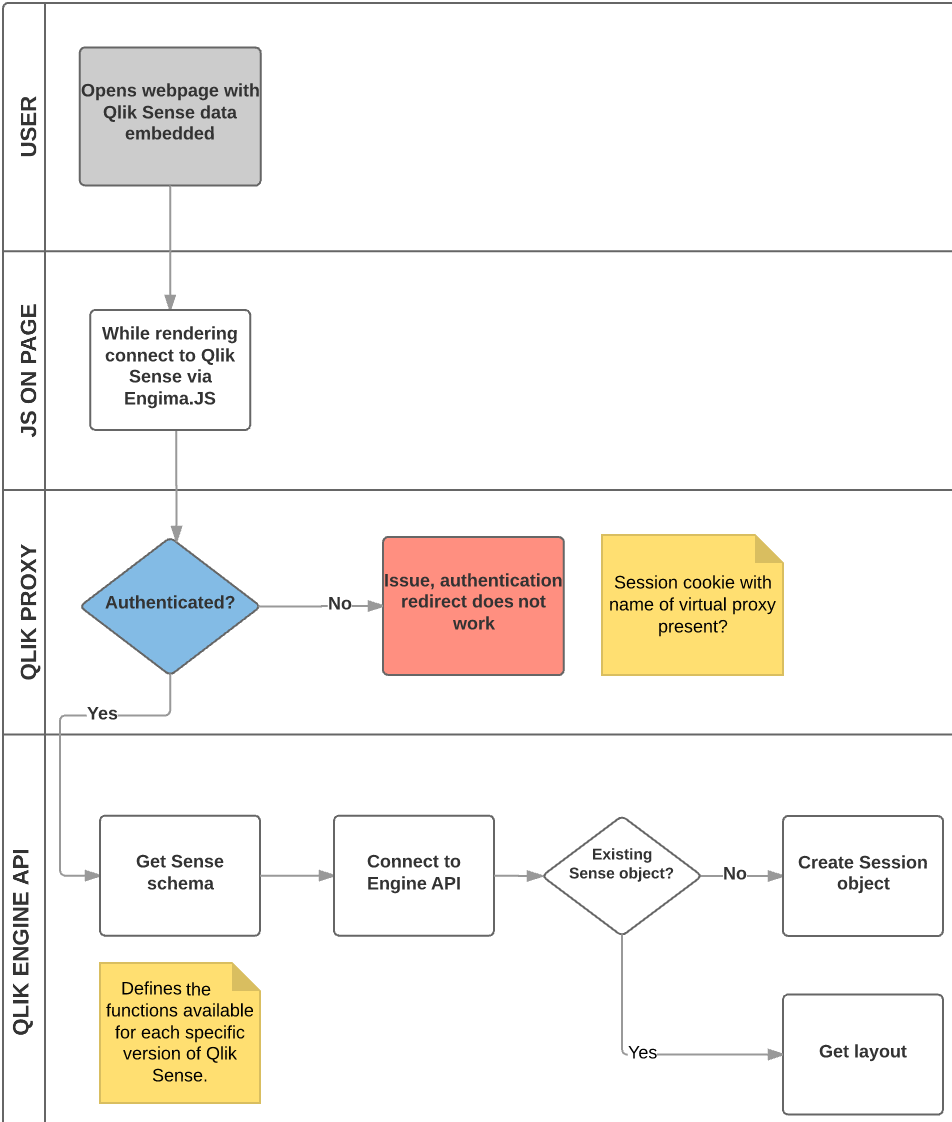 USER
Opens webpage with
Qlik Sense data
embedded
JS ON PAGE
While rendering
connect to Qlik
Sense via
Engima.JS
QLIK PROXY
Authenticated?
No
Issue, authentication
redirect does not
work
Session cookie with
name of virtual proxy
present?
Yes
QLIK ENGINE API
Get Sense
schema
Connect to
Engine API
Existing
Sense object?
No
Create Session
object
Defines the
functions available
for each specific
version of Qlik
Sense.
Yes
Get layout